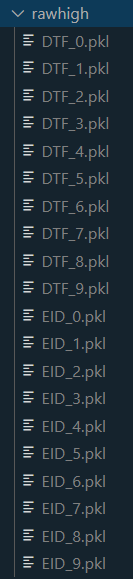 rawhigh
DTF_0.pkl
DTF_1.pkl
DTF_2.pkl
DTF_3.pkl
DTF_4.pkl
DTF_5.pkl
DTF_6.pkl
DTF_7.pkl
DTF_8.pkl
DTF_9.pkl
EID_0.pkl
EID_1.pkl
EID_2.pkl
EID_3.pkl
EID_4.pkl
EID_5.pkl
EID_6.pkl
EID_7.pkl
EID_8.pkl
EID_9.pkl